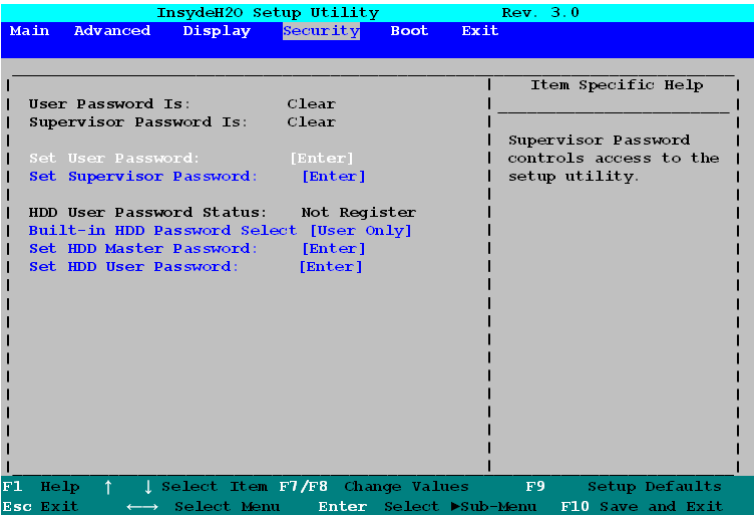 InsydeH2O Setup Utility Rev. 3.0
Main Advanced Display Security Boot Exit
Item Specific Help
User Password Is: Clear
Supervisor Password Is: Clear
Supervisor Password
controls access to the
setup utility.
Set User Password: [Enter]
Set Supervisor Password: [Enter]
HDD User Password Status: Not Register
Built-in HDD Password Select [User Only]
Set HDD Master Password: [Enter]
Set HDD User Password: [Enter]
F1 Help ↑ ↓ Select Item F7/F8 Change Values F9 Setup Defaults
Esc Exit ←→ Select Menu Enter Select ►Sub-Menu F10 Save and Exit